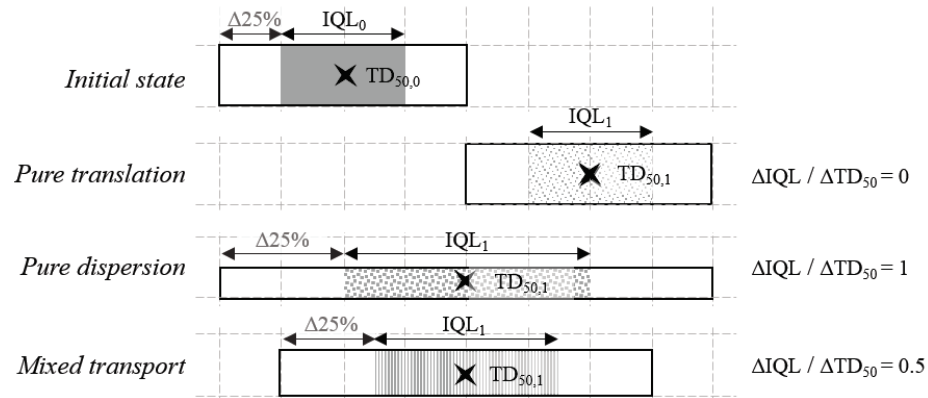 Δ25% IQL₀
Initial state TD₅₀,₀
IQL₁
Pure translation TD₅₀,₁ ΔIQL / ΔTD₅₀ = 0
Δ25% IQL₁
Pure dispersion TD₅₀,₁ ΔIQL / ΔTD₅₀ = 1
Δ25% IQL₁
Mixed transport TD₅₀,₁ ΔIQL / ΔTD₅₀ = 0.5